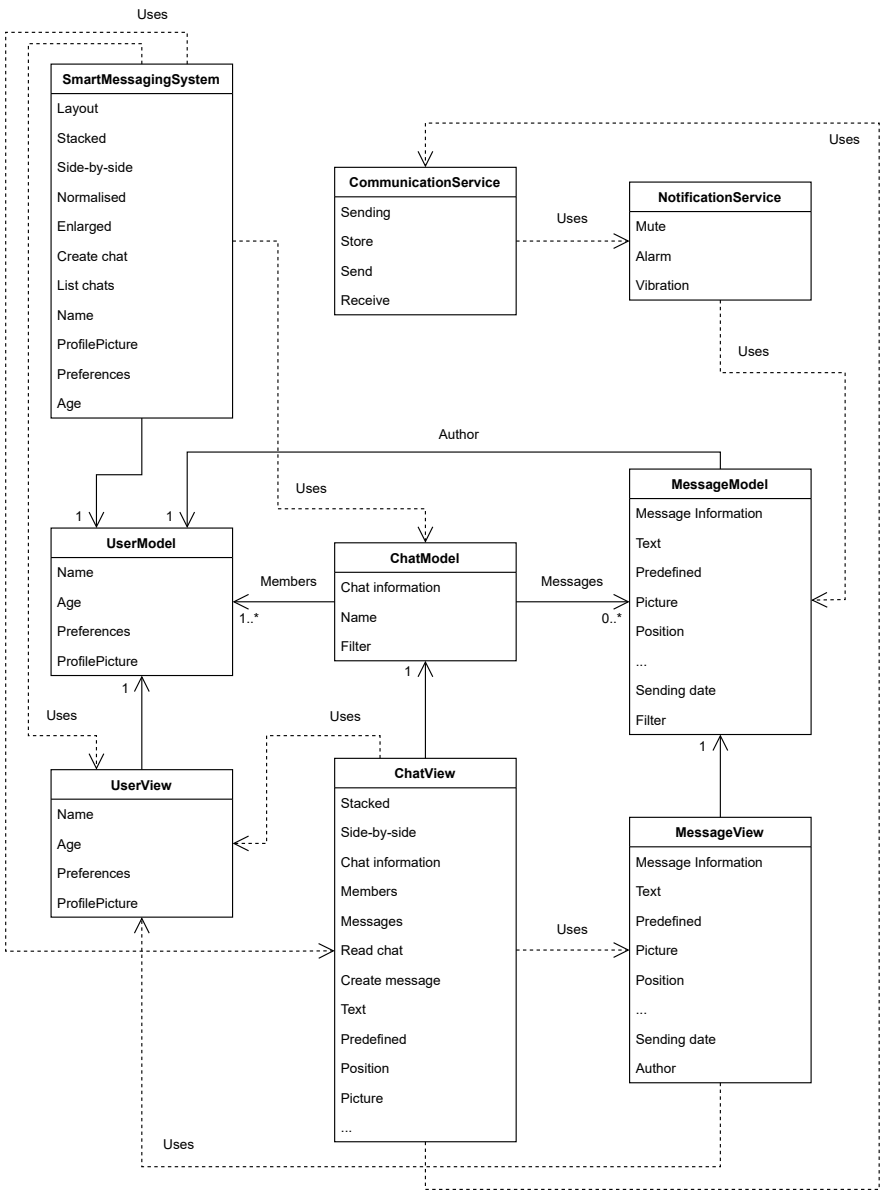 Uses
SmartMessagingSystem
Layout
Stacked
Side-by-side
Normalised
Enlarged
Create chat
List chats
Name
ProfilePicture
Preferences
Age
Uses
CommunicationService
Sending
Store
Send
Receive
Uses
NotificationService
Mute
Alarm
Vibration
Uses
Author
Uses
1
1
UserModel
Name
Age
Preferences
ProfilePicture
Members
1..*
ChatModel
Chat information
Name
Filter
Messages
0..*
MessageModel
Message Information
Text
Predefined
Picture
Position
...
Sending date
Filter
1
1
1
Uses
Uses
UserView
Name
Age
Preferences
ProfilePicture
ChatView
Stacked
Side-by-side
Chat information
Members
Messages
Read chat
Create message
Text
Predefined
Position
Picture
...
Uses
MessageView
Message Information
Text
Predefined
Picture
Position
...
Sending date
Author
Uses